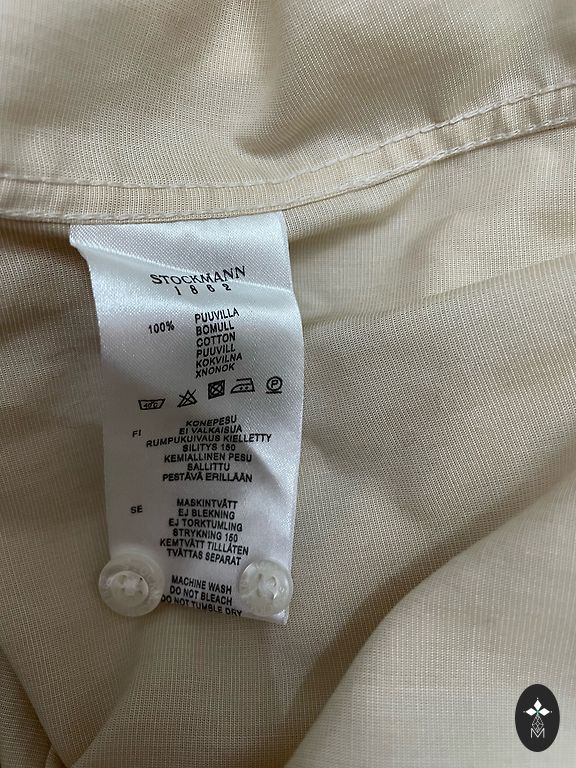 STOCKMANN
1862
100% PUUVILLA
BOMULL
COTTON
PUUVILL
KOKVILNA
XNONOK
40°C P
FI KONEPESU
EI VALKAISUA
RUMPUKUIVAUS KIELLETTY
SILITYS 150
KEMIALLINEN PESU
SALLITTU
PESTÄVÄ ERILLÄÄN
SE MASKINTVÄTT
EJ BLEKNING
EJ TORKTUMLING
STRYKNING 150
KEMTVÄTT TILLLÅTEN
TVÄTTAS SEPARAT
MACHINE WASH
DO NOT BLEACH
DO NOT TUMBLE DRY
M